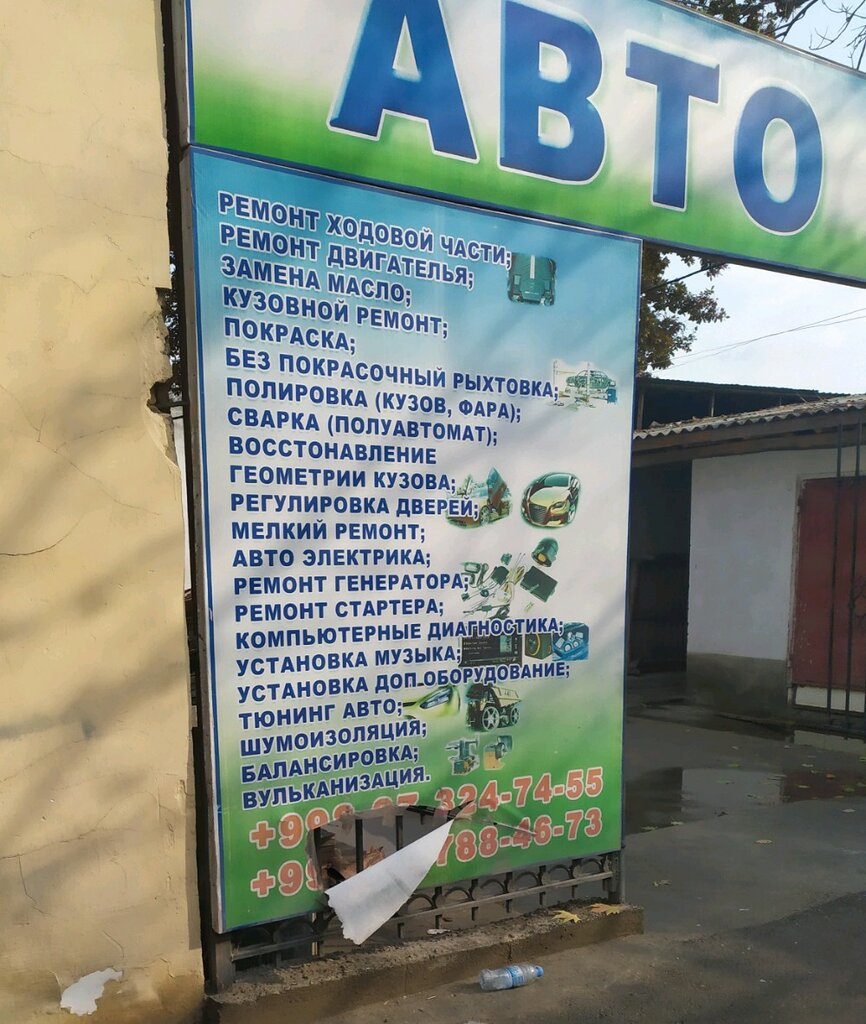 АВТО
РЕМОНТ ХОДОВОЙ ЧАСТИ;
РЕМОНТ ДВИГАТЕЛЬЯ;
ЗАМЕНА МАСЛО;
КУЗОВНОЙ РЕМОНТ;
ПОКРАСКА;
БЕЗ ПОКРАСОЧНЫЙ РЫХТОВКА;
ПОЛИРОВКА (КУЗОВ, ФАРА);
СВАРКА (ПОЛУАВТОМАТ);
ВОССТОНАВЛЕНИЕ
ГЕОМЕТРИИ КУЗОВА;
РЕГУЛИРОВКА ДВЕРЕЙ;
МЕЛКИЙ РЕМОНТ;
АВТО ЭЛЕКТРИКА;
РЕМОНТ ГЕНЕРАТОРА;
РЕМОНТ СТАРТЕРА;
КОМПЬЮТЕРНЫЕ ДИАГНОСТИКА;
УСТАНОВКА МУЗЫКА;
УСТАНОВКА ДОП.ОБОРУДОВАНИЕ;
ТЮНИНГ АВТО;
ШУМОИЗОЛЯЦИЯ;
БАЛАНСИРОВКА;
ВУЛЬКАНИЗАЦИЯ.
324-74-55
788-46-73